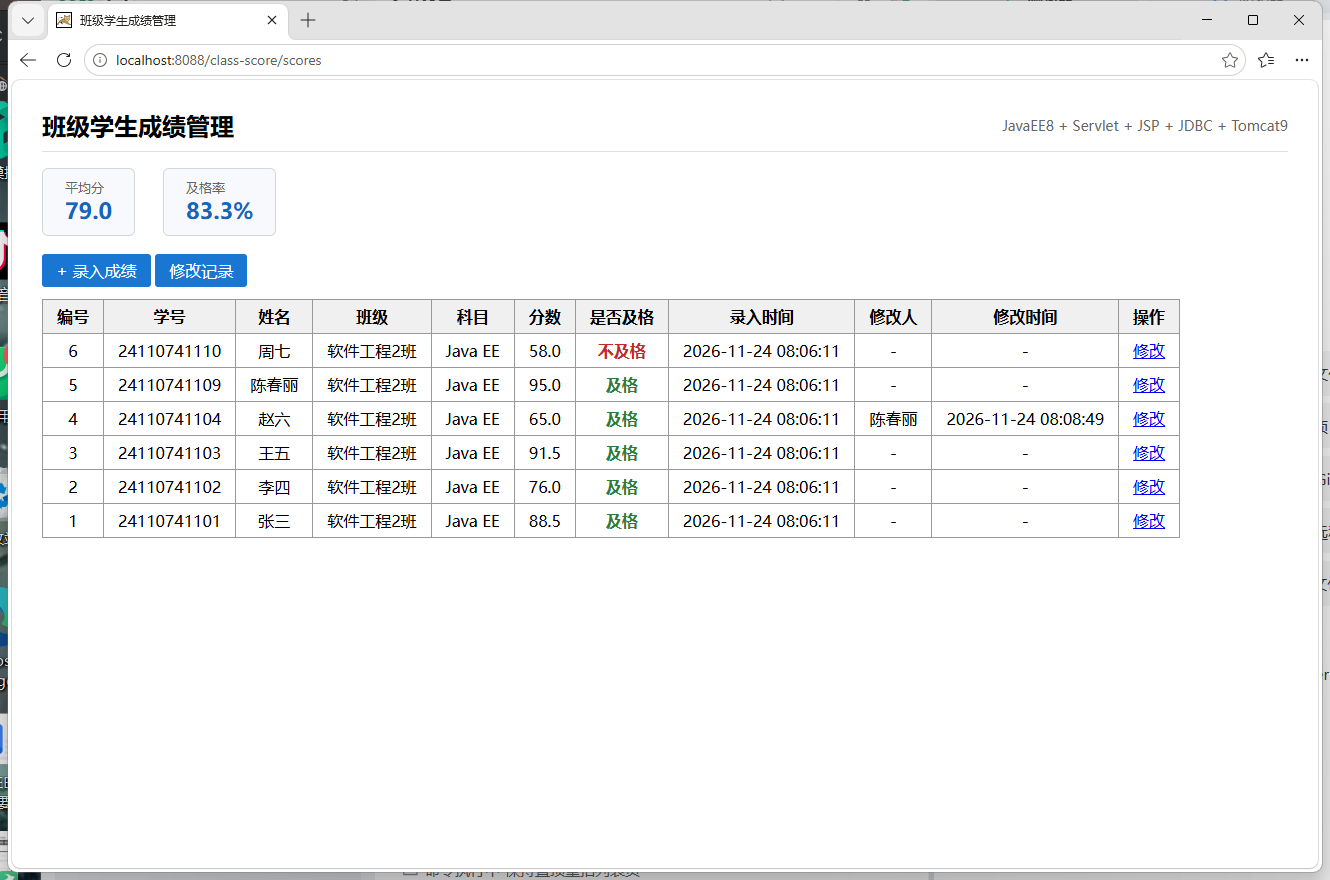 班级学生成绩管理
localhost:8088/class-score/scores
班级学生成绩管理
JavaEE8 + Servlet + JSP + JDBC + Tomcat9
平均分 及格率
79.0 83.3%
+ 录入成绩 修改记录
编号 学号 姓名 班级 科目 分数 是否及格 录入时间 修改人 修改时间 操作
6 24110741110 周七 软件工程2班 Java EE 58.0 不及格 2026-11-24 08:06:11 - - 修改
5 24110741109 陈春丽 软件工程2班 Java EE 95.0 及格 2026-11-24 08:06:11 - - 修改
4 24110741104 赵六 软件工程2班 Java EE 65.0 及格 2026-11-24 08:06:11 陈春丽 2026-11-24 08:08:49 修改
3 24110741103 王五 软件工程2班 Java EE 91.5 及格 2026-11-24 08:06:11 - - 修改
2 24110741102 李四 软件工程2班 Java EE 76.0 及格 2026-11-24 08:06:11 - - 修改
1 24110741101 张三 软件工程2班 Java EE 88.5 及格 2026-11-24 08:06:11 - - 修改